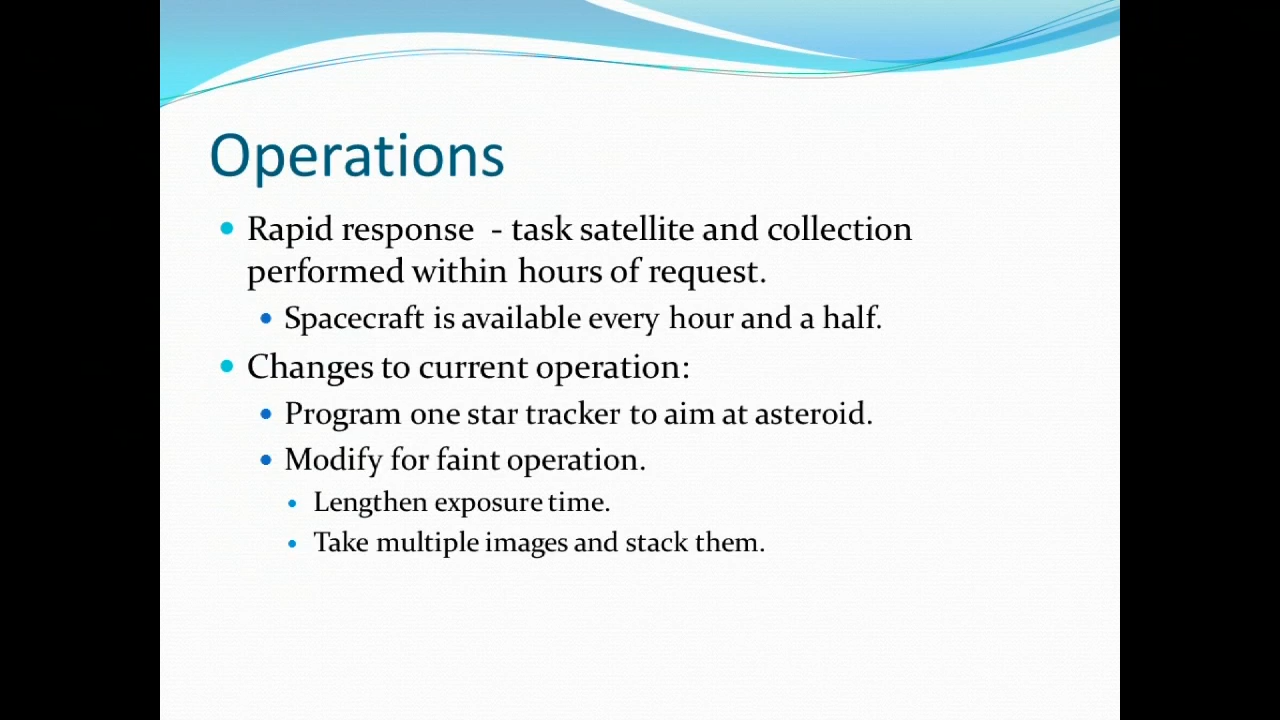 Operations
Rapid response - task satellite and collection
performed within hours of request.
Spacecraft is available every hour and a half.
Changes to current operation:
Program one star tracker to aim at asteroid.
Modify for faint operation.
Lengthen exposure time.
Take multiple images and stack them.